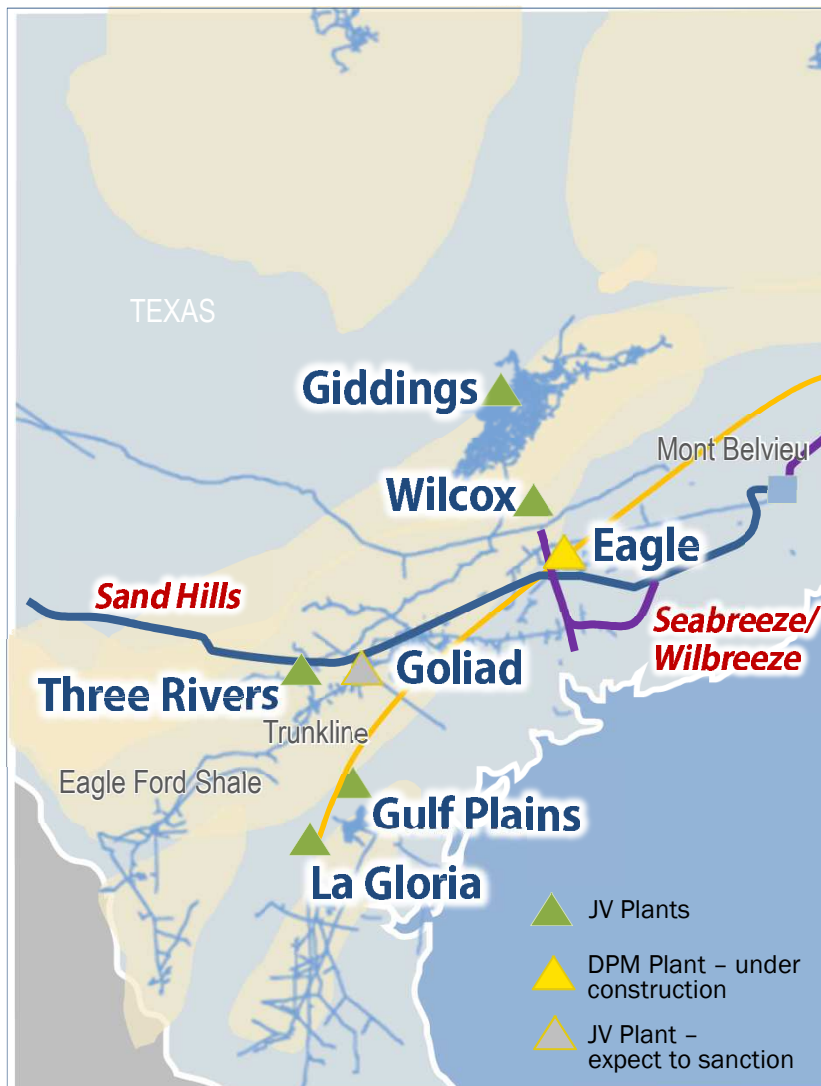 TEXAS
Giddings
Mont Belvieu
Wilcox
Eagle
Sand Hills
Seabreeze/
Wilbreeze
Goliad
Three Rivers
Trunkline
Eagle Ford Shale
Gulf Plains
La Gloria
JV Plants
DPM Plant – under
construction
JV Plant –
expect to sanction